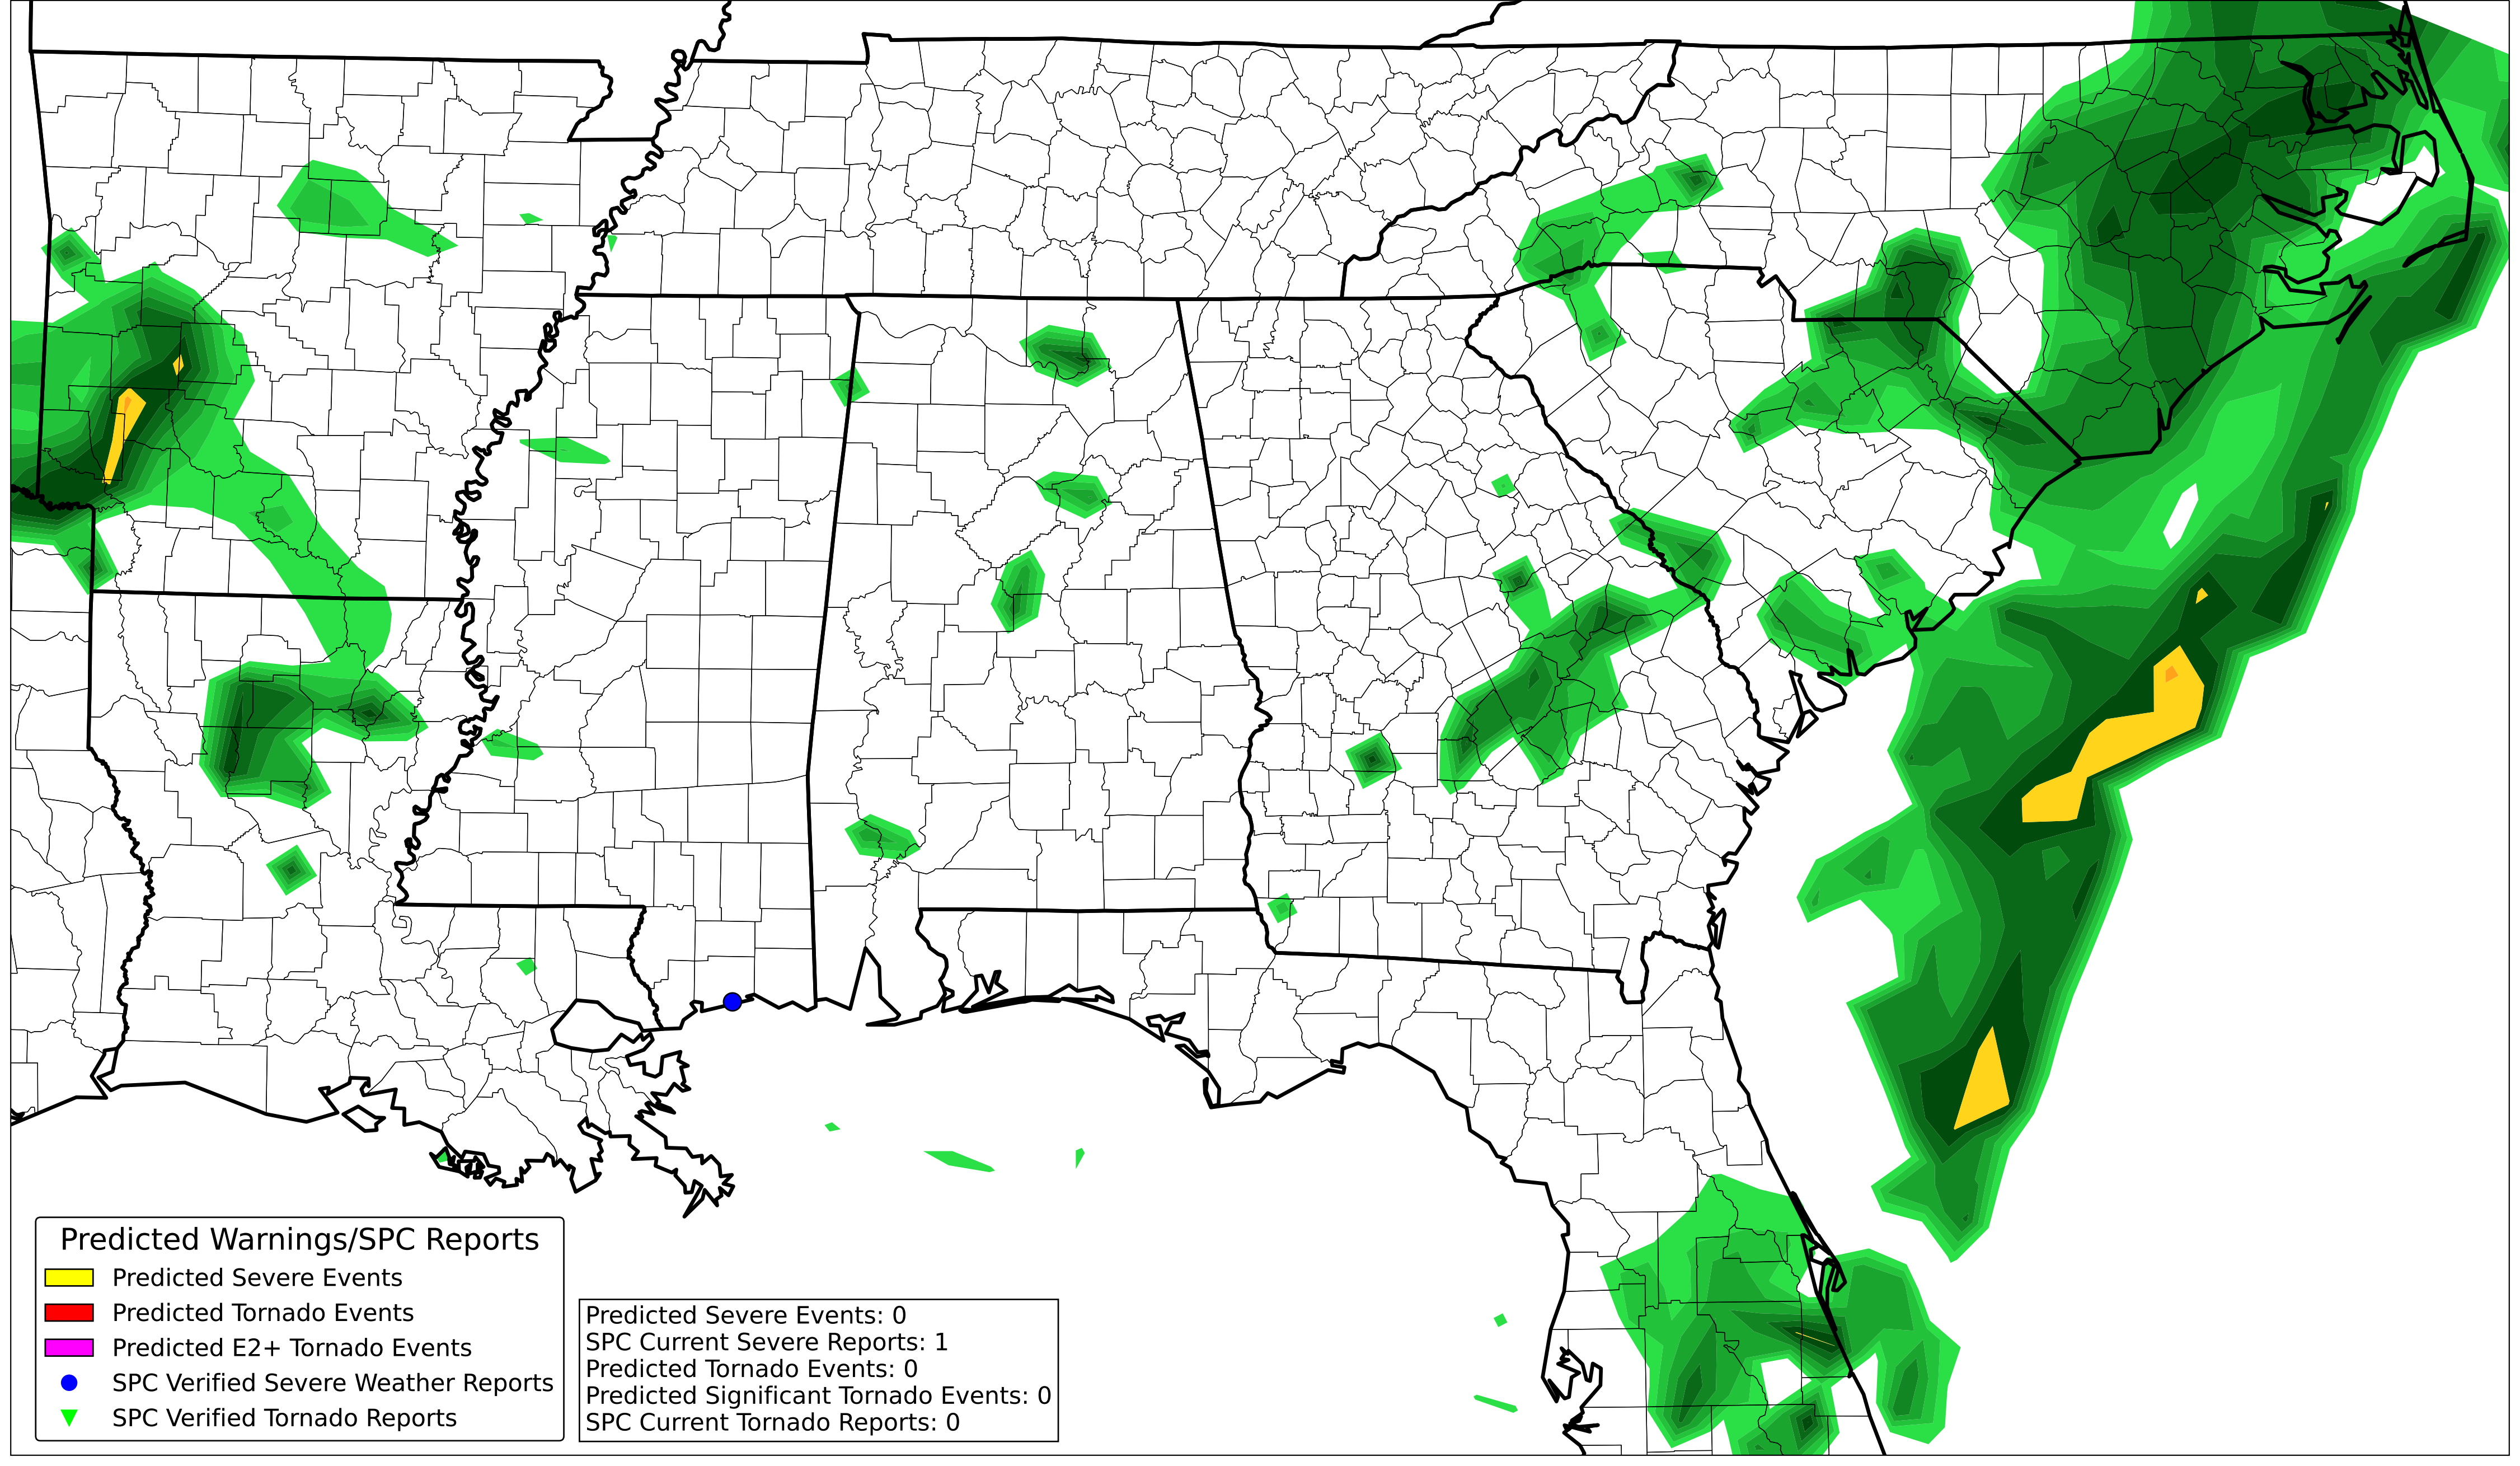 Predicted Warnings/SPC Reports
Predicted Severe Events
Predicted Tornado Events
Predicted E2+ Tornado Events
SPC Verified Severe Weather Reports
SPC Verified Tornado Reports
Predicted Severe Events: 0
SPC Current Severe Reports: 1
Predicted Tornado Events: 0
Predicted Significant Tornado Events: 0
SPC Current Tornado Reports: 0